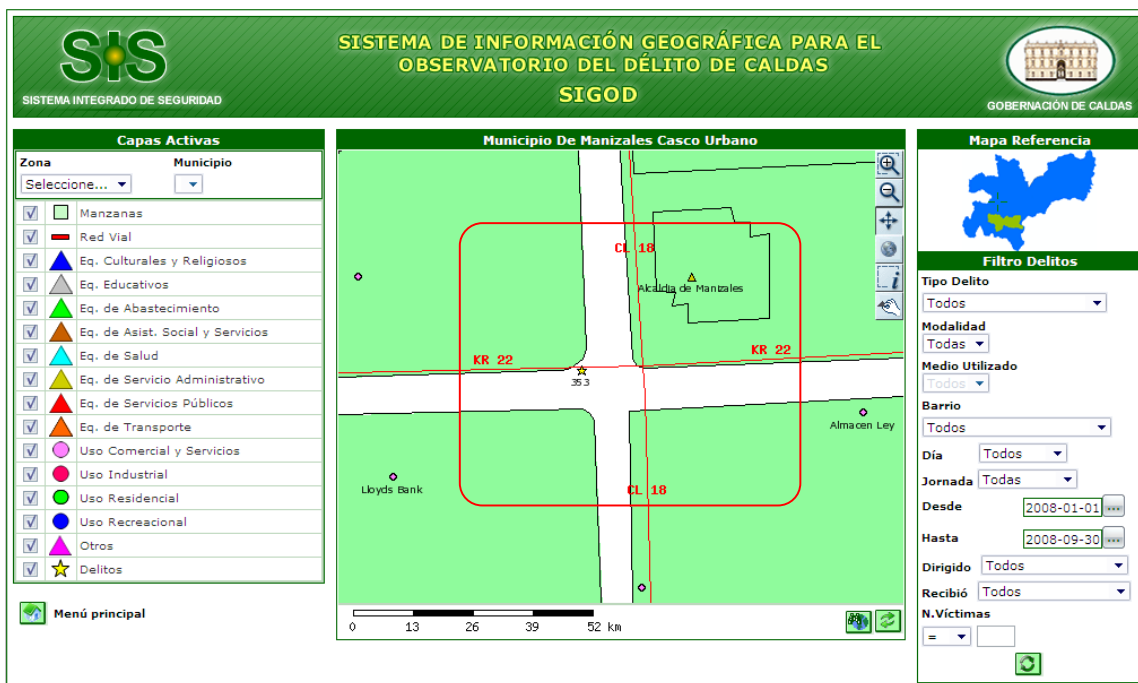 SIS
SISTEMA INTEGRADO DE SEGURIDAD
SISTEMA DE INFORMACIÓN GEOGRÁFICA PARA EL
OBSERVATORIO DEL DÉLITO DE CALDAS
SIGOD
GOBERNACIÓN DE CALDAS
Capas Activas
Zona Municipio
Seleccione...
Manzanas
Red Vial
Eq. Culturales y Religiosos
Eq. Educativos
Eq. de Abastecimiento
Eq. de Asist. Social y Servicios
Eq. de Salud
Eq. de Servicio Administrativo
Eq. de Servicios Públicos
Eq. de Transporte
Uso Comercial y Servicios
Uso Industrial
Uso Residencial
Uso Recreacional
Otros
Delitos
Menú principal
Municipio De Manizales Casco Urbano
CL 18
Alcaldia de Manizales
KR 22
KR 22
353
Almacen Ley
Lloyds Bank
CL 18
0 13 26 39 52 km
Mapa Referencia
Filtro Delitos
Tipo Delito
Todos
Modalidad
Todas
Medio Utilizado
Todos
Barrio
Todos
Día Todos
Jornada Todas
Desde 2008-01-01 ...
Hasta 2008-09-30 ...
Dirigido Todos
Recibió Todos
N.Víctimas
=